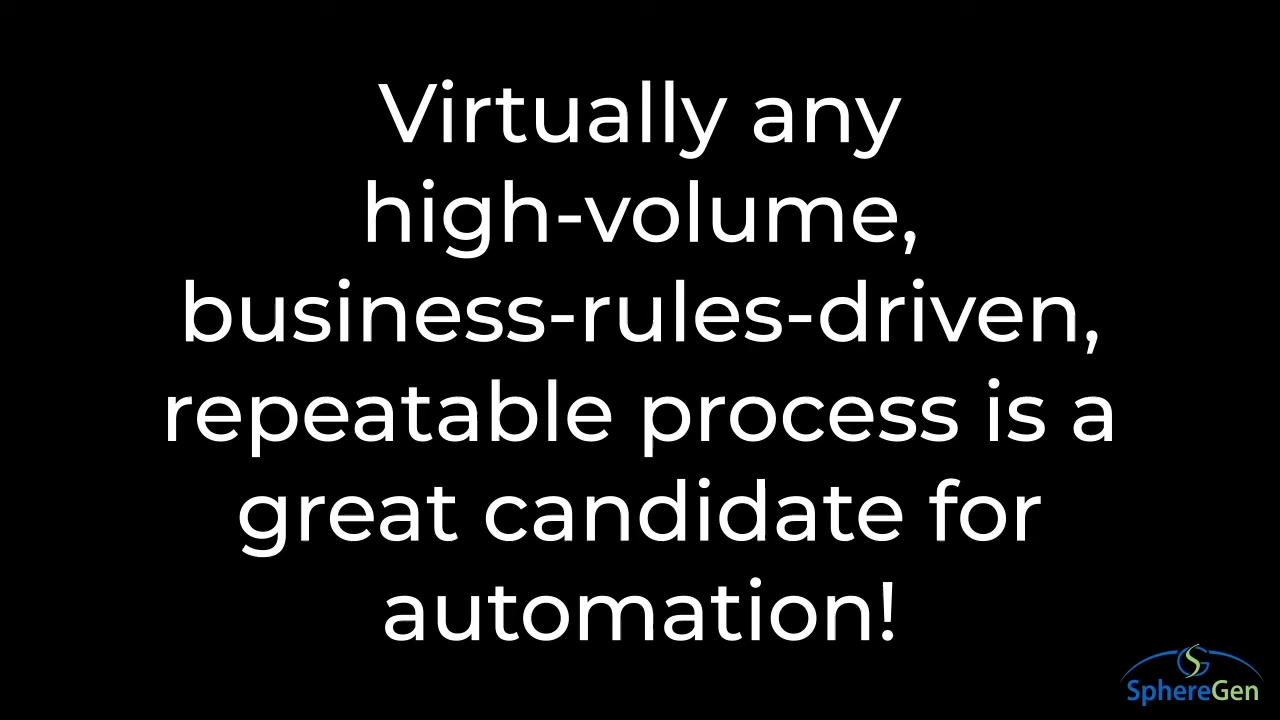 Virtually any
high-volume,
business-rules-driven,
repeatable process is a
great candidate for
automation!
SphereGen